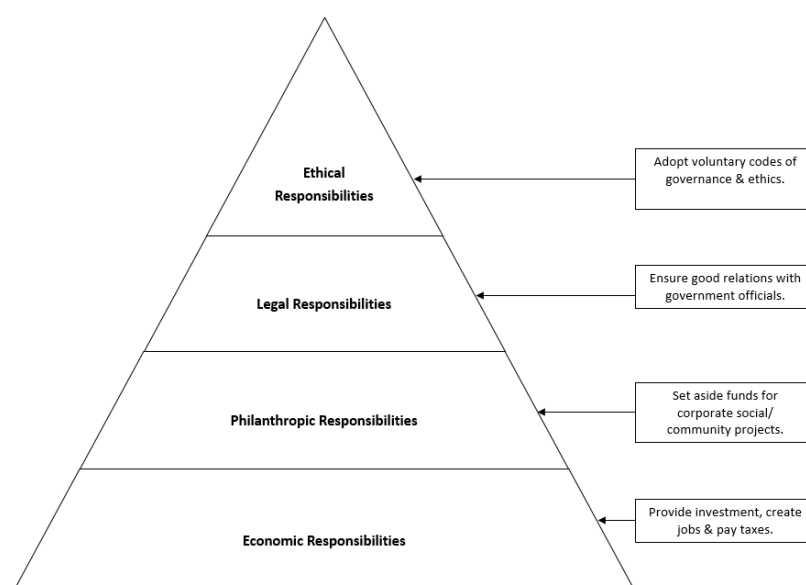 Ethical
Responsibilities
Adopt voluntary codes of
governance & ethics.
Legal Responsibilities
Ensure good relations with
government officials.
Philanthropic Responsibilities
Set aside funds for
corporate social/
community projects.
Economic Responsibilities
Provide investment, create
jobs & pay taxes.